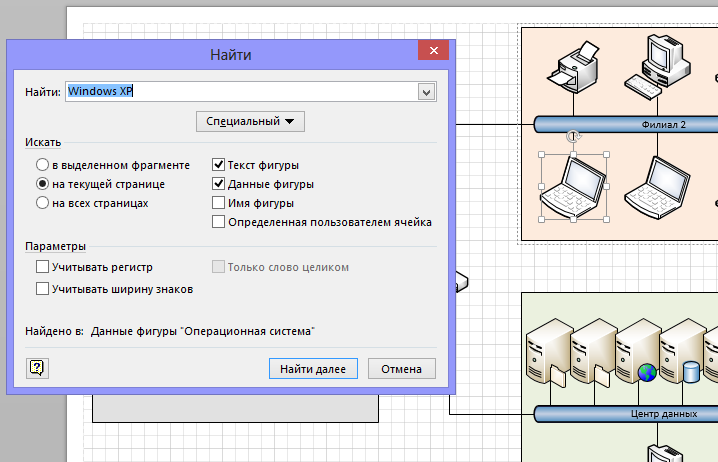 Найти
Найти: Windows XP
Специальный
Искать
в выделенном фрагменте
на текущей странице
на всех страницах
Текст фигуры
Данные фигуры
Имя фигуры
Определенная пользователем ячейка
Параметры
Учитывать регистр
Только слово целиком
Учитывать ширину знаков
Найдено в: Данные фигуры "Операционная система"
Найти далее
Отмена
Филиал 2
Центр данных